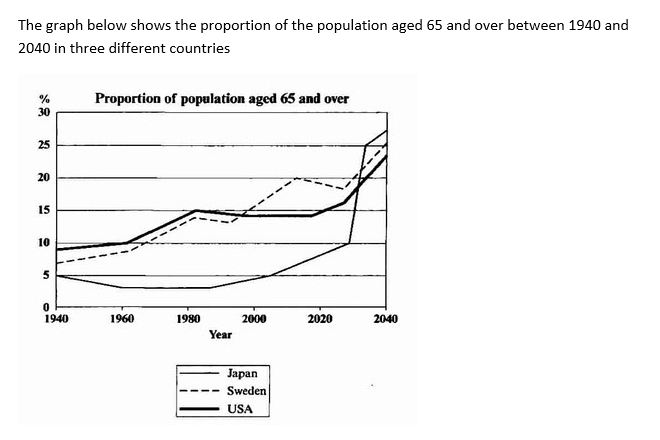 The graph below shows the proportion of the population aged 65 and over between 1940 and
2040 in three different countries
%
Proportion of population aged 65 and over
30
25
20
15
10
5
0
1940 1960 1980 2000 2020 2040
Year
Japan
Sweden
USA